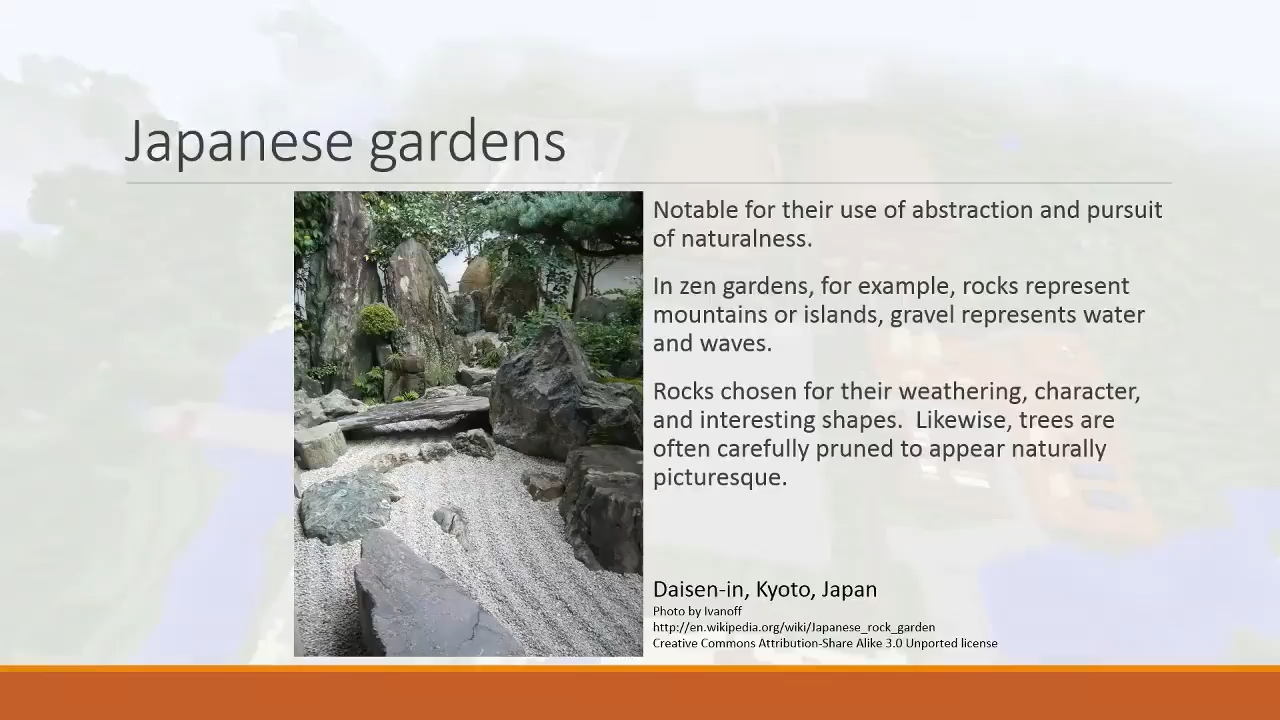 Japanese gardens
Notable for their use of abstraction and pursuit
of naturalness.
In zen gardens, for example, rocks represent
mountains or islands, gravel represents water
and waves.
Rocks chosen for their weathering, character,
and interesting shapes.  Likewise, trees are
often carefully pruned to appear naturally
picturesque.
Daisen-in, Kyoto, Japan
Photo by Ivanoff
http://en.wikipedia.org/wiki/Japanese_rock_garden
Creative Commons Attribution-Share Alike 3.0 Unported license